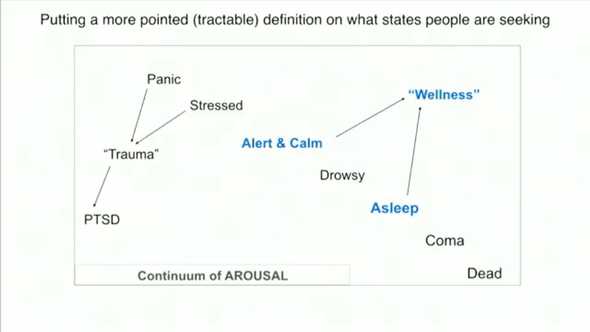 Putting a more pointed (tractable) definition on what states people are seeking
Panic
“Wellness”
Stressed
Alert & Calm
“Trauma”
Drowsy
Asleep
PTSD
Coma
Dead
Continuum of AROUSAL